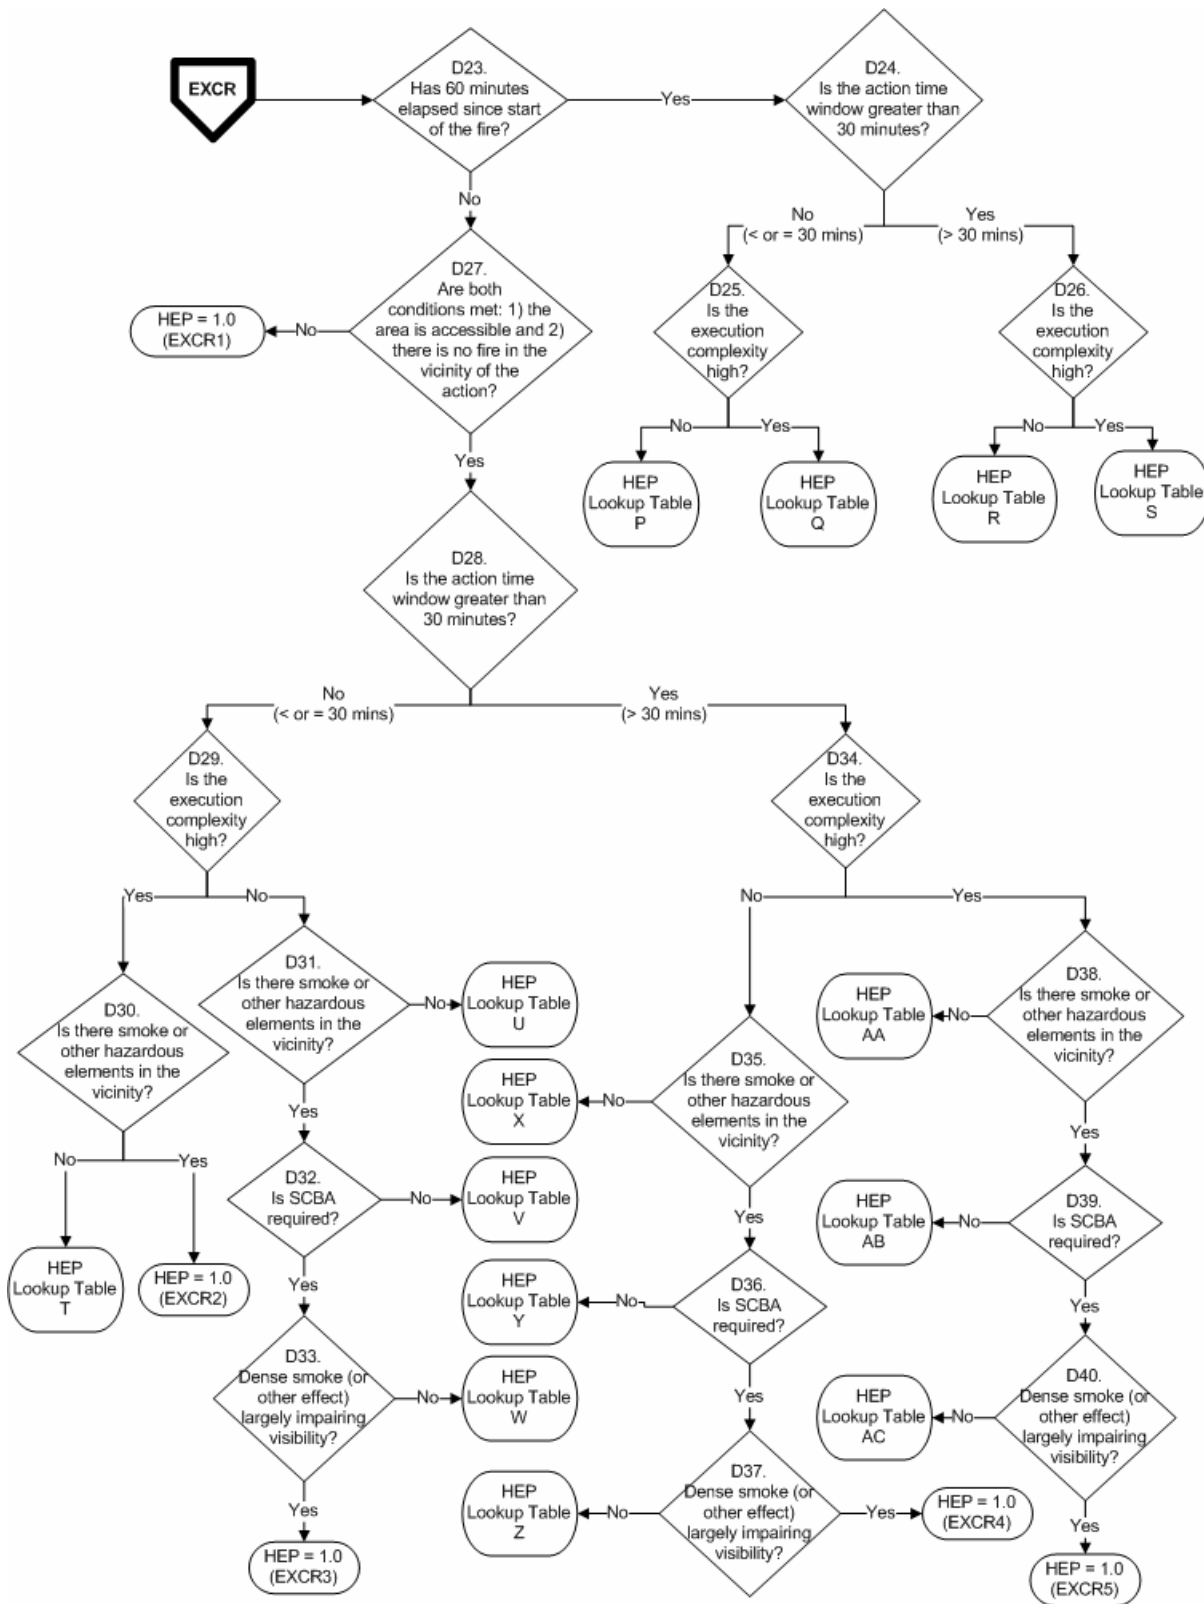 EXCR
D23.
Has 60 minutes
elapsed since start
of the fire?
Yes
D24.
Is the action time
window greater than
30 minutes?
No
No
(< or = 30 mins)
Yes
(> 30 mins)
D27.
Are both
conditions met: 1) the
area is accessible and 2)
there is no fire in the
vicinity of the
action?
No
HEP = 1.0
(EXCR1)
D25.
Is the
execution
complexity
high?
D26.
Is the
execution
complexity
high?
No
Yes
No
Yes
HEP
Lookup Table
P
HEP
Lookup Table
Q
HEP
Lookup Table
R
HEP
Lookup Table
S
Yes
D28.
Is the action time
window greater than
30 minutes?
No
(< or = 30 mins)
Yes
(> 30 mins)
D29.
Is the
execution
complexity
high?
D34.
Is the
execution
complexity
high?
Yes
No
No
Yes
D30.
Is there smoke or
other hazardous
elements in the
vicinity?
D31.
Is there smoke or
other hazardous
elements in the
vicinity?
No
HEP
Lookup Table
U
D35.
Is there smoke or
other hazardous
elements in the
vicinity?
No
HEP
Lookup Table
X
D38.
Is there smoke or
other hazardous
elements in the
vicinity?
No
HEP
Lookup Table
AA
No
Yes
HEP
Lookup Table
T
HEP = 1.0
(EXCR2)
Yes
D32.
Is SCBA
required?
No
HEP
Lookup Table
V
Yes
D33.
Dense smoke (or
other effect)
largely impairing
visibility?
No
HEP
Lookup Table
W
Yes
HEP = 1.0
(EXCR3)
Yes
D36.
Is SCBA
required?
No
HEP
Lookup Table
Y
Yes
D37.
Dense smoke (or
other effect)
largely impairing
visibility?
No
HEP
Lookup Table
Z
Yes
HEP = 1.0
(EXCR4)
Yes
D39.
Is SCBA
required?
No
HEP
Lookup Table
AB
Yes
D40.
Dense smoke (or
other effect)
largely impairing
visibility?
No
HEP
Lookup Table
AC
Yes
HEP = 1.0
(EXCR5)